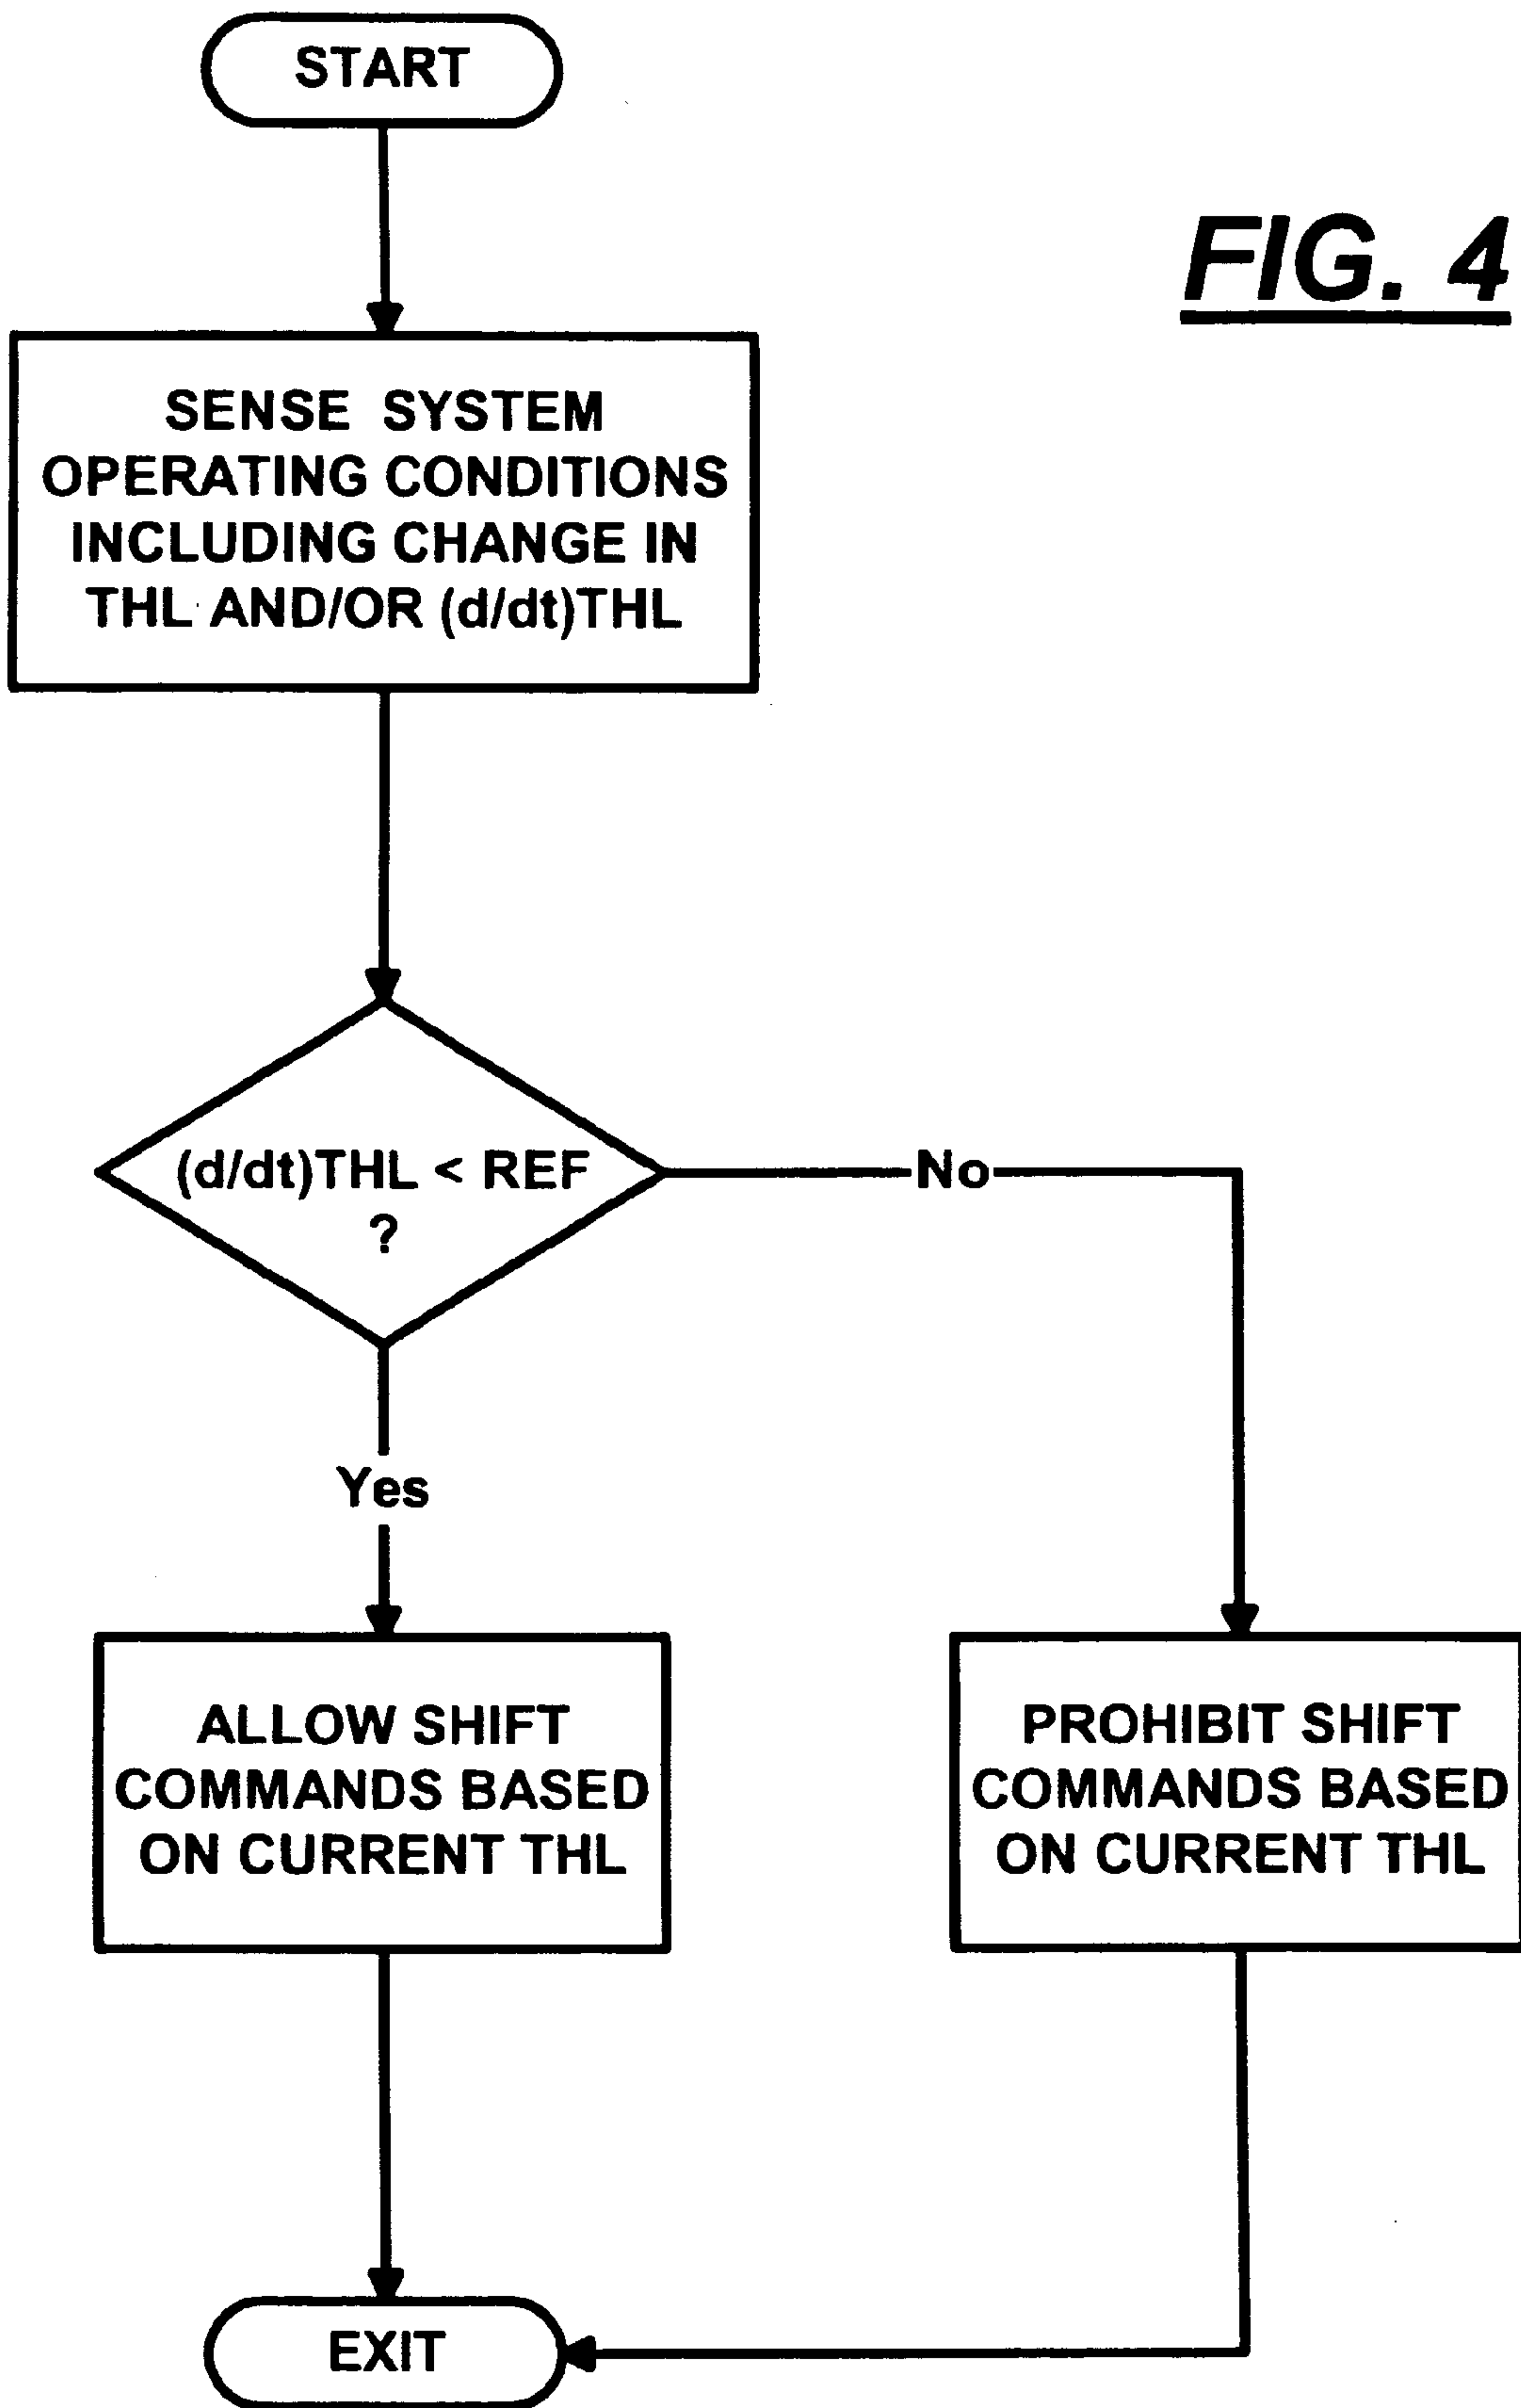 START
FIG. 4
SENSE SYSTEM
OPERATING CONDITIONS
INCLUDING CHANGE IN
THL AND/OR (d/dt)THL
(d/dt)THL < REF
?
No
Yes
ALLOW SHIFT
COMMANDS BASED
ON CURRENT THL
PROHIBIT SHIFT
COMMANDS BASED
ON CURRENT THL
EXIT